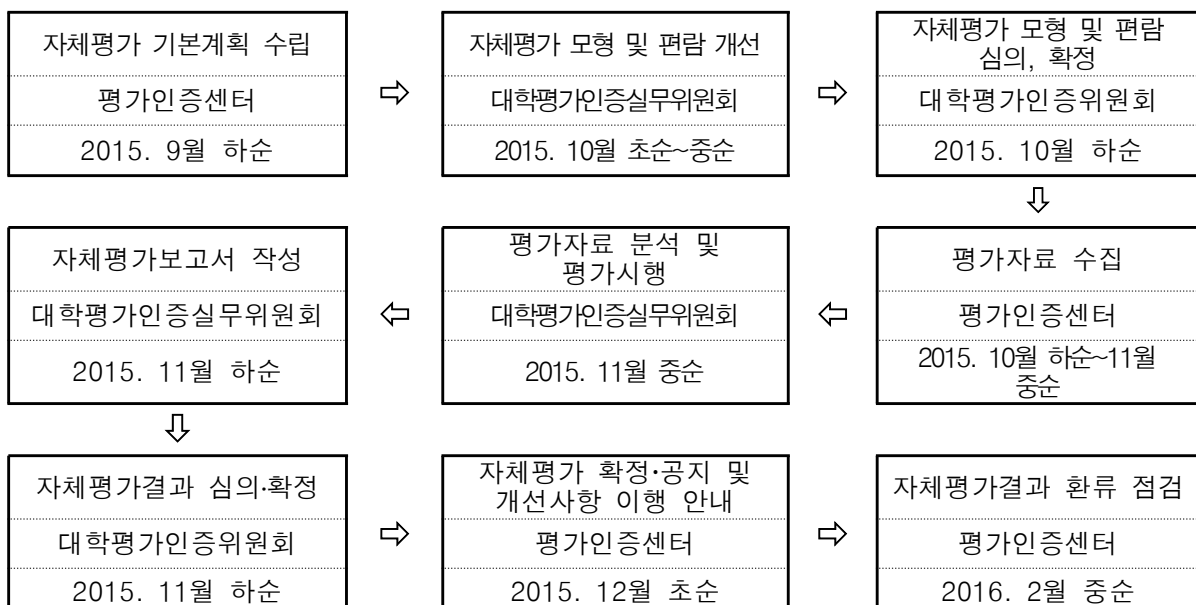 자체평가 기본계획 수립
평가인증센터
2015. 9월 하순
⇨
자체평가 모형 및 편람 개선
대학평가인증실무위원회
2015. 10월 초순~중순
⇨
자체평가 모형 및 편람
심의, 확정
대학평가인증위원회
2015. 10월 하순
⇩
평가자료 수집
평가인증센터
2015. 10월 하순~11월
중순
⇦
평가자료 분석 및
평가시행
대학평가인증실무위원회
2015. 11월 중순
⇦
자체평가보고서 작성
대학평가인증실무위원회
2015. 11월 하순
⇩
자체평가결과 심의·확정
대학평가인증위원회
2015. 11월 하순
⇨
자체평가 확정·공지 및
개선사항 이행 안내
평가인증센터
2015. 12월 초순
⇨
자체평가결과 환류 점검
평가인증센터
2016. 2월 중순